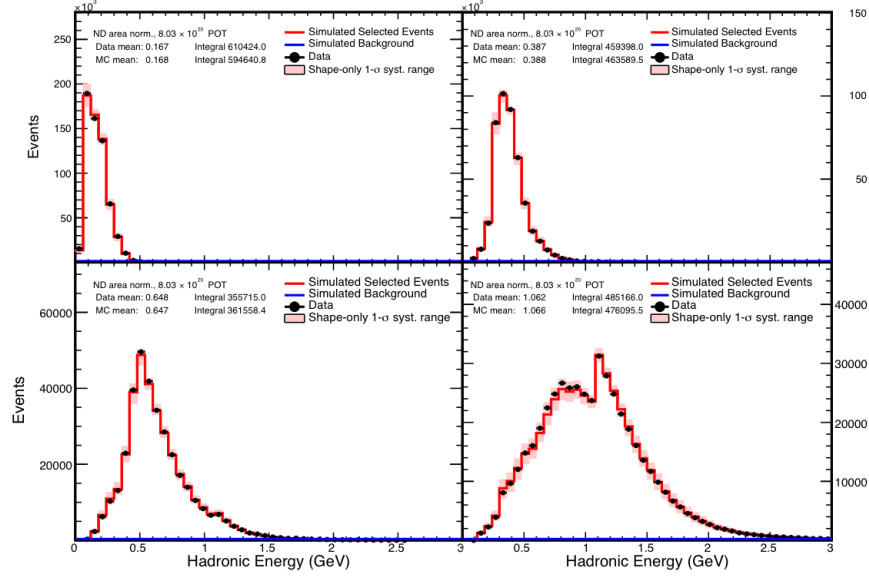 ×10³
ND area norm., 8.03 × 10²⁰ POT
Data mean: 0.167 Integral 610424.0
MC mean: 0.168 Integral 594640.8
Simulated Selected Events
Simulated Background
Data
Shape-only 1-σ syst. range
250
200
150
100
50
Events
×10³
ND area norm., 8.03 × 10²⁰ POT
Data mean: 0.387 Integral 459398.0
MC mean: 0.388 Integral 463589.5
Simulated Selected Events
Simulated Background
Data
Shape-only 1-σ syst. range
150
100
50
ND area norm., 8.03 × 10²⁰ POT
Data mean: 0.648 Integral 355715.0
MC mean: 0.647 Integral 361558.4
Simulated Selected Events
Simulated Background
Data
Shape-only 1-σ syst. range
60000
40000
20000
Events
0 0.5 1 1.5 2 2.5 3
Hadronic Energy (GeV)
ND area norm., 8.03 × 10²⁰ POT
Data mean: 1.062 Integral 485166.0
MC mean: 1.066 Integral 476095.5
Simulated Selected Events
Simulated Background
Data
Shape-only 1-σ syst. range
40000
30000
20000
10000
0.5 1 1.5 2 2.5 3
Hadronic Energy (GeV)